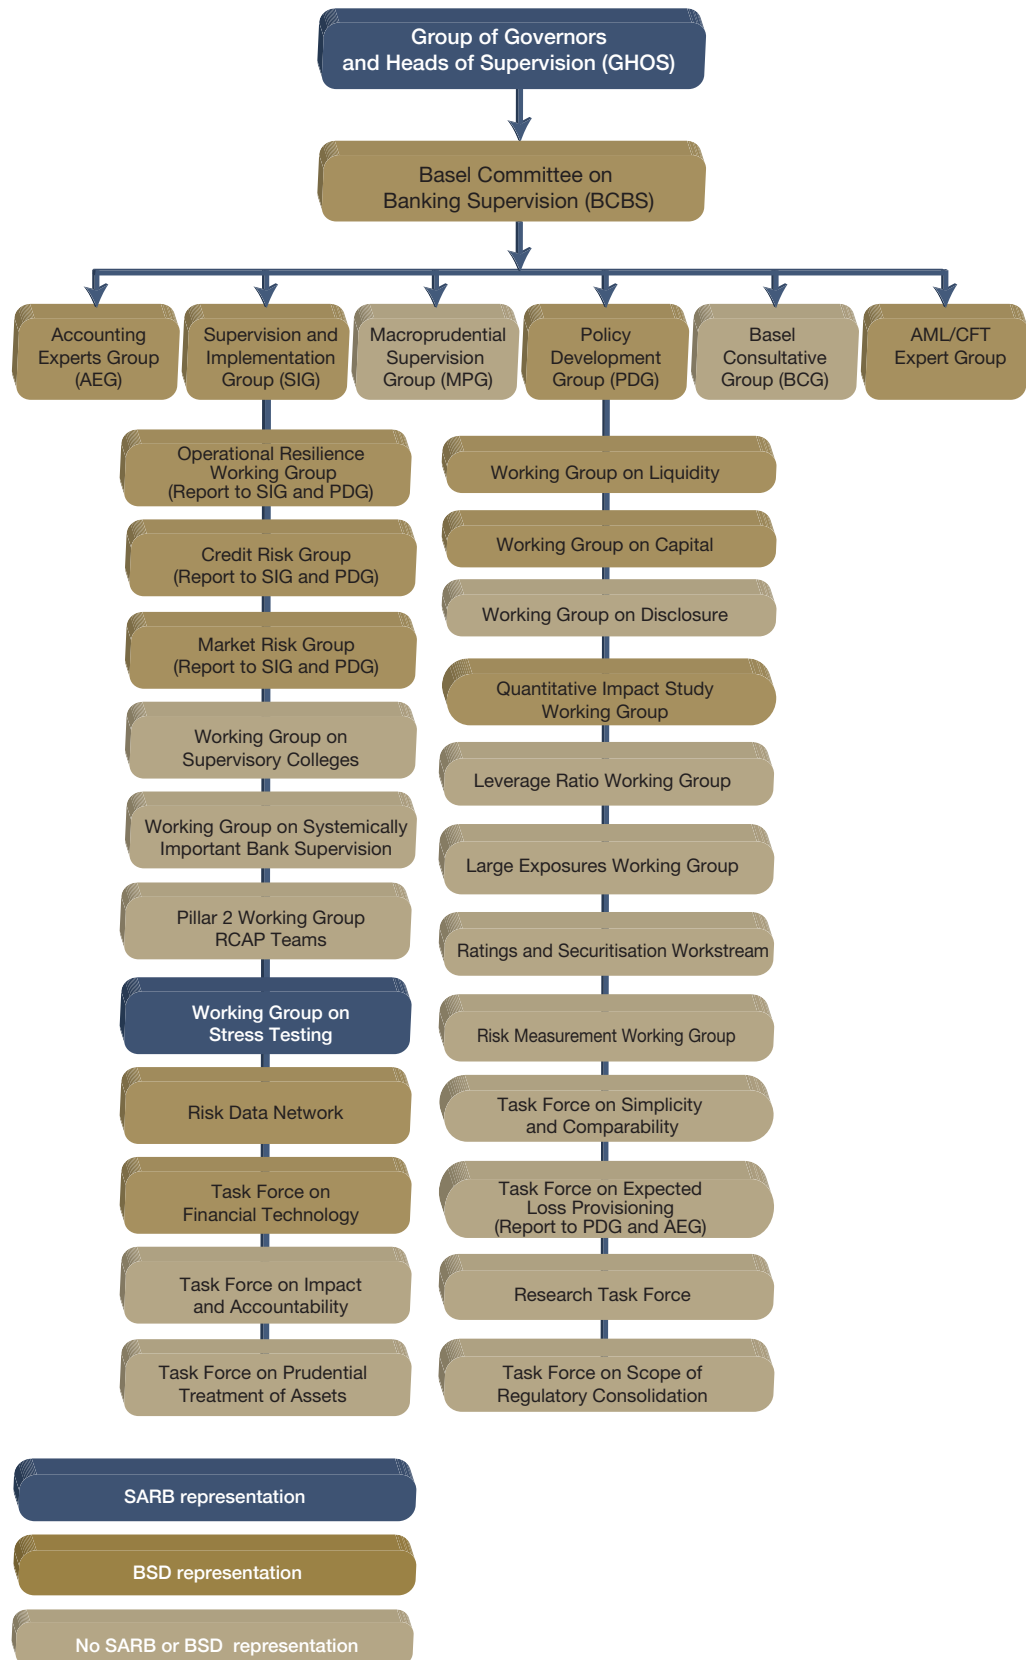 Group of Governors
and Heads of Supervision (GHOS)
Basel Committee on
Banking Supervision (BCBS)
Accounting
Experts Group
(AEG)
Supervision and
Implementation
Group (SIG)
Macroprudential
Supervision
Group (MPG)
Policy
Development
Group (PDG)
Basel
Consultative
Group (BCG)
AML/CFT
Expert Group
Operational Resilience
Working Group
(Report to SIG and PDG)
Credit Risk Group
(Report to SIG and PDG)
Market Risk Group
(Report to SIG and PDG)
Working Group on
Supervisory Colleges
Working Group on Systemically
Important Bank Supervision
Pillar 2 Working Group
RCAP Teams
Working Group on
Stress Testing
Risk Data Network
Task Force on
Financial Technology
Task Force on Impact
and Accountability
Task Force on Prudential
Treatment of Assets
Working Group on Liquidity
Working Group on Capital
Working Group on Disclosure
Quantitative Impact Study
Working Group
Leverage Ratio Working Group
Large Exposures Working Group
Ratings and Securitisation Workstream
Risk Measurement Working Group
Task Force on Simplicity
and Comparability
Task Force on Expected
Loss Provisioning
(Report to PDG and AEG)
Research Task Force
Task Force on Scope of
Regulatory Consolidation
SARB representation
BSD representation
No SARB or BSD representation